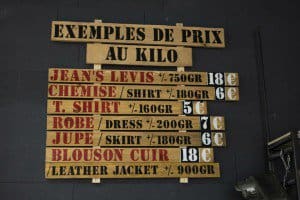 EXEMPLES DE PRIX
AU KILO
JEAN'S LEVIS +/-750GR 18€
CHEMISE / SHIRT +/-180GR 6€
T. SHIRT +/-160GR 5€
ROBE / DRESS +/-200GR 7€
JUPE / SKIRT +/-180GR 6€
BLOUSON CUIR 18€
/LEATHER JACKET +/-900GR